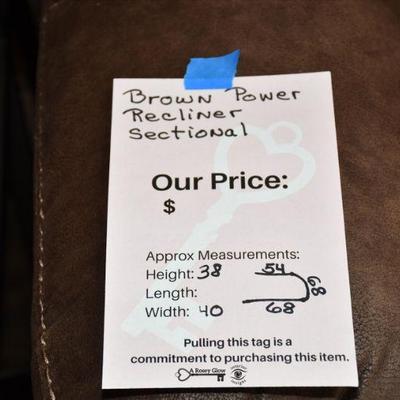 Brown Power
Recliner
Sectional
Our Price:
$
Approx Measurements:
Height: 38
Length:
Width: 40
54
68
68
Pulling this tag is a
commitment to purchasing this item.
A Rosey Glow